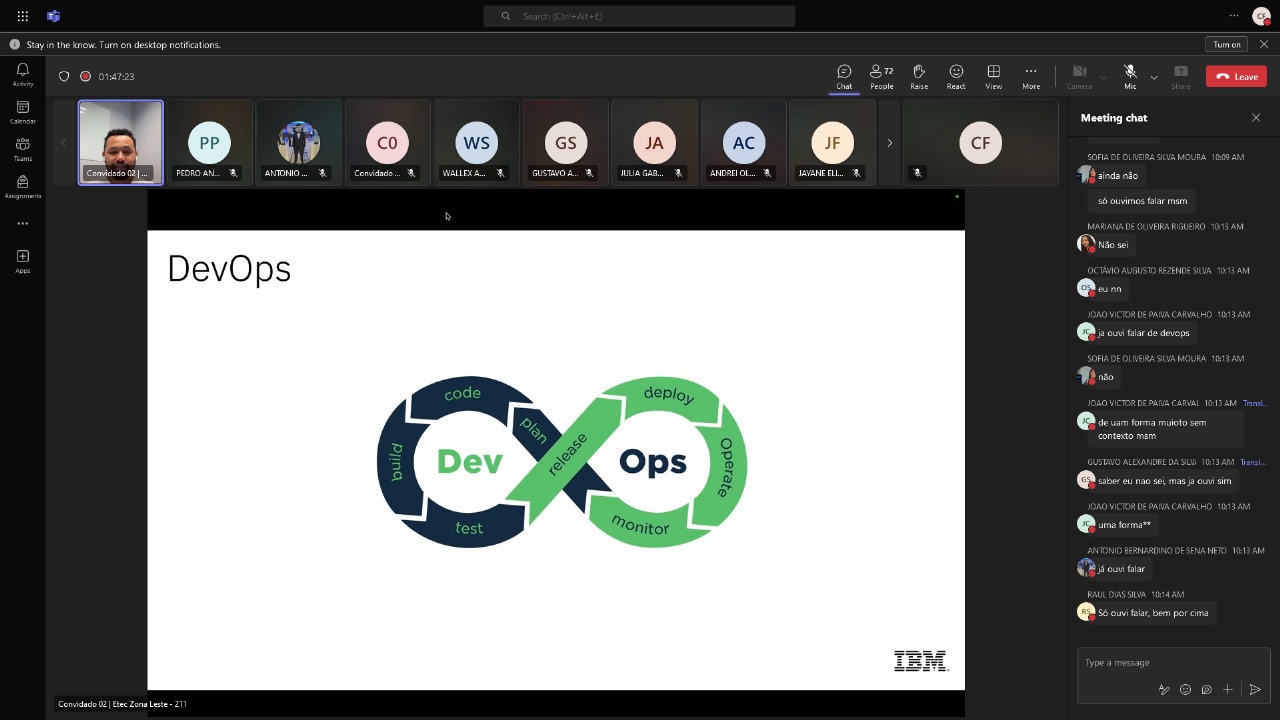 Search (Ctrl+Alt+E)
CF
Stay in the know. Turn on desktop notifications.
Turn on
01:47:23
Chat
72
People
Raise
React
View
More
Camera
Mic
Share
Leave
Activity
Calendar
Teams
Assignments
Apps
Convidado 02 | ...
PP
PEDRO AN...
ANTONIO ...
C0
Convidado ...
WS
WALLEX A...
GS
GUSTAVO A...
JA
JULIA GAB...
AC
ANDREI OL...
JF
JAYANE ELI...
CF
DevOps
code
plan
build
Dev
test
release
deploy
Ops
Operate
monitor
IBM
Convidado 02 | Etec Zona Leste - 211
Meeting chat
SOFIA DE OLIVEIRA SILVA MOURA 10:09 AM
ainda não
só ouvimos falar msm
MARIANA DE OLIVEIRA RIGUEIRO 10:13 AM
Não sei
OCTÁVIO AUGUSTO REZENDE SILVA 10:13 AM
OS
eu nn
JOAO VICTOR DE PAIVA CARVALHO 10:13 AM
JC
ja ouvi falar de devops
SOFIA DE OLIVEIRA SILVA MOURA 10:13 AM
não
JOAO VICTOR DE PAIVA CARVAL 10:13 AM Transl...
JC
de uam forma muioto sem
contexto msm
GUSTAVO ALEXANDRE DA SILV 10:13 AM Transl...
GS
saber eu nao sei, mas ja ouvi sim
JOAO VICTOR DE PAIVA CARVALHO 10:13 AM
JC
uma forma**
ANTONIO BERNARDINO DE SENA NETO 10:13 AM
já ouvi falar
RAUL DIAS SILVA 10:14 AM
RS
Só ouvi falar, bem por cima
Type a message